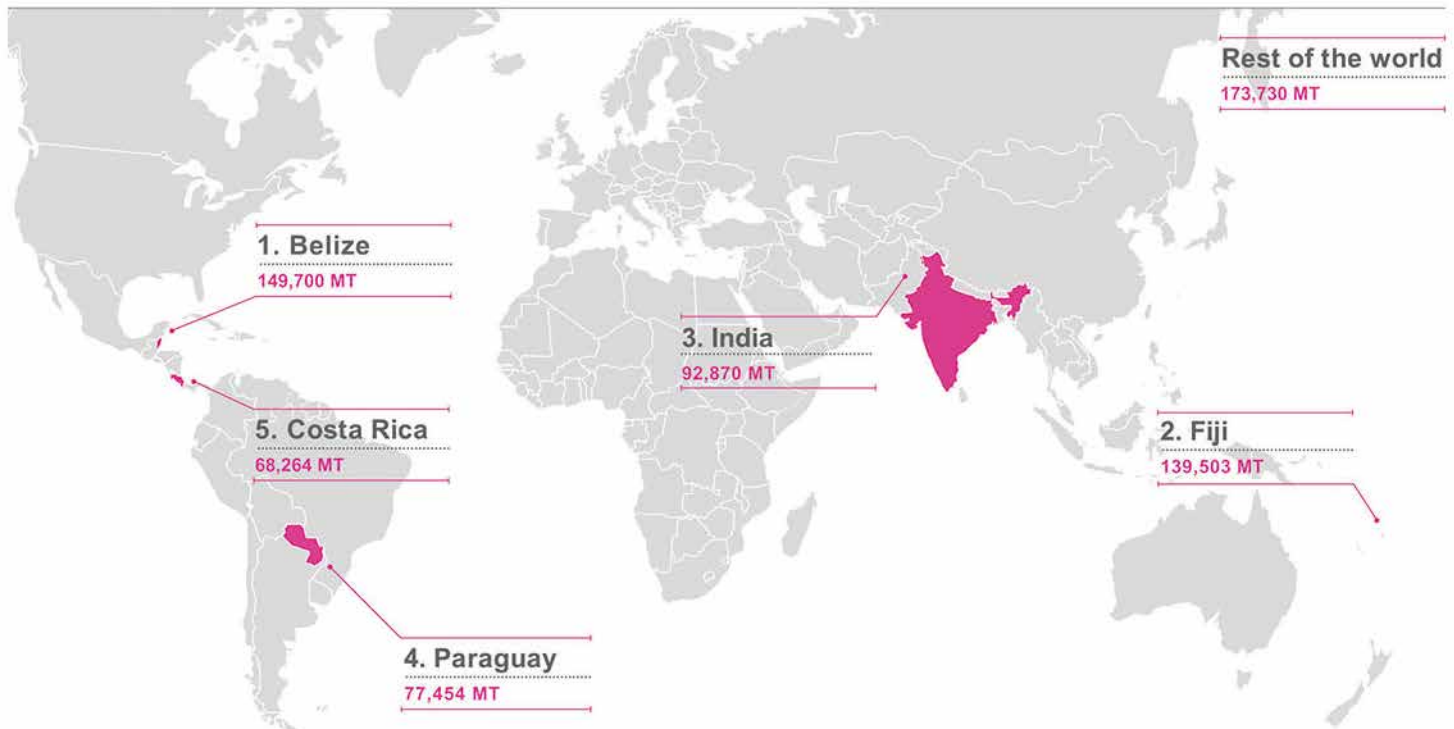 Rest of the world
173,730 MT
1. Belize
149,700 MT
3. India
92,870 MT
5. Costa Rica
68,264 MT
2. Fiji
139,503 MT
4. Paraguay
77,454 MT